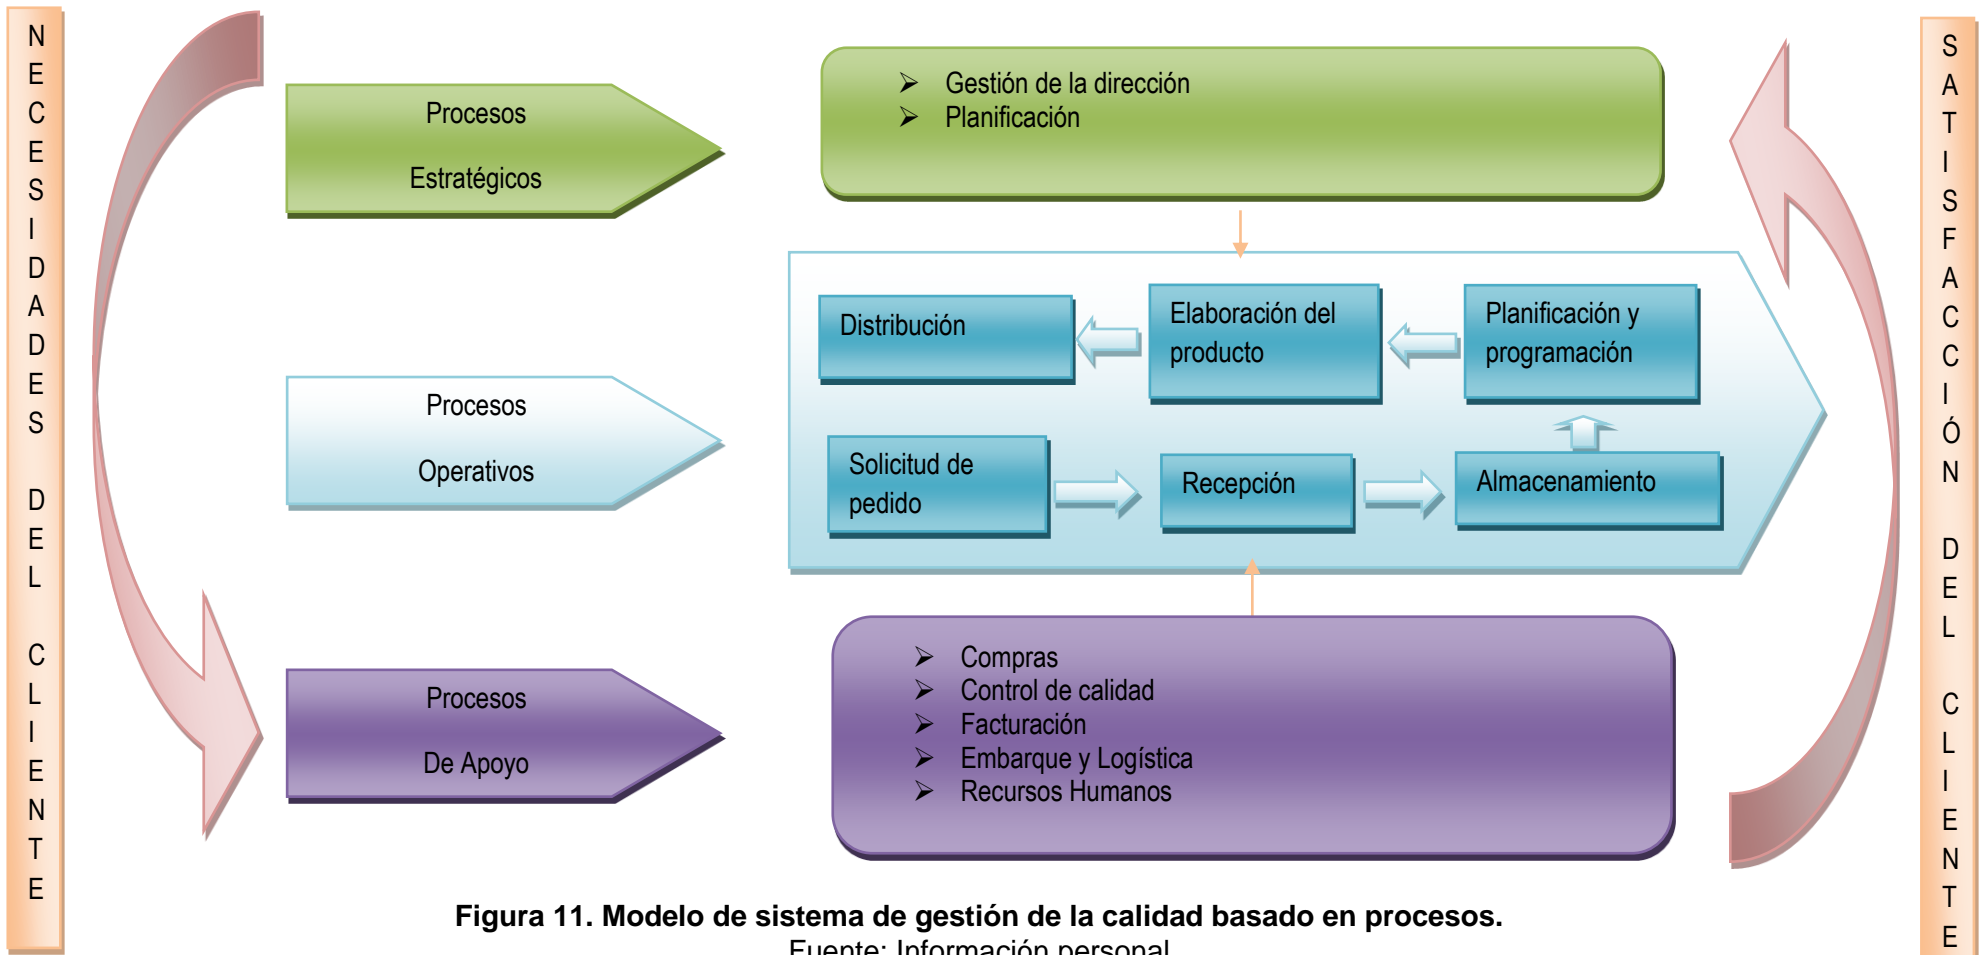 NECESIDADES DEL CLIENTE
Procesos
Estratégicos
➢ Gestión de la dirección
➢ Planificación
Procesos
Operativos
Distribución
Elaboración del
producto
Planificación y
programación
Solicitud de
pedido
Recepción
Almacenamiento
Procesos
De Apoyo
➢ Compras
➢ Control de calidad
➢ Facturación
➢ Embarque y Logística
➢ Recursos Humanos
SATISFACCIÓN DEL CLIENTE
Figura 11. Modelo de sistema de gestión de la calidad basado en procesos.
Fuente: Información personal